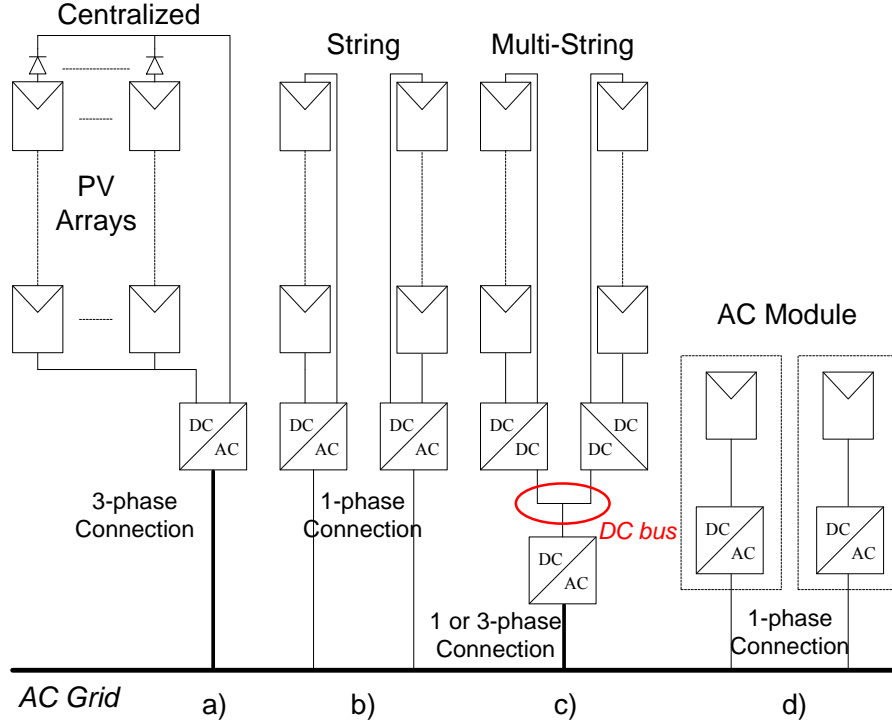 Centralized
String
Multi-String
PV
Arrays
AC Module
DC
AC
DC
AC
DC
AC
DC
DC
DC
DC
3-phase
Connection
1-phase
Connection
DC bus
DC
AC
DC
AC
DC
AC
1 or 3-phase
Connection
1-phase
Connection
AC Grid
a)
b)
c)
d)